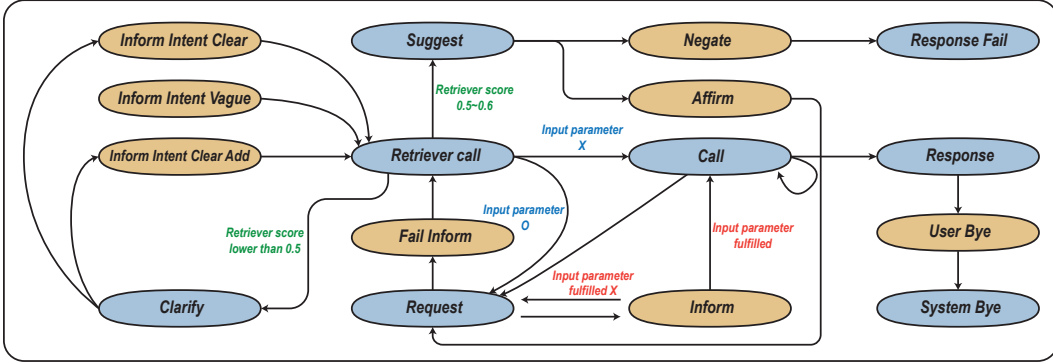 Inform Intent Clear
Suggest
Negate
Response Fail
Retriever score
0.5~0.6
Inform Intent Vague
Affirm
Input parameter
X
Inform Intent Clear Add
Retriever call
Call
Response
Input parameter
O
Retriever score
lower than 0.5
Fail Inform
Input parameter
fulfilled
User Bye
Input parameter
fulfilled X
Clarify
Request
Inform
System Bye